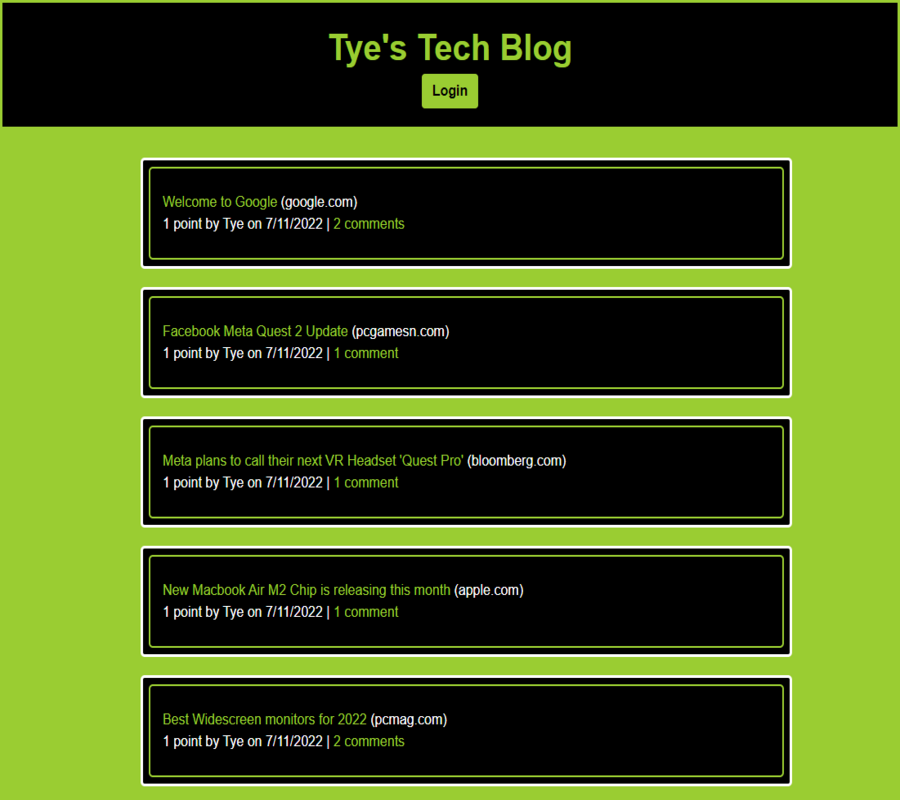 Tye's Tech Blog
Login
Welcome to Google (google.com)
1 point by Tye on 7/11/2022 | 2 comments
Facebook Meta Quest 2 Update (pcgamesn.com)
1 point by Tye on 7/11/2022 | 1 comment
Meta plans to call their next VR Headset 'Quest Pro' (bloomberg.com)
1 point by Tye on 7/11/2022 | 1 comment
New Macbook Air M2 Chip is releasing this month (apple.com)
1 point by Tye on 7/11/2022 | 1 comment
Best Widescreen monitors for 2022 (pcmag.com)
1 point by Tye on 7/11/2022 | 2 comments